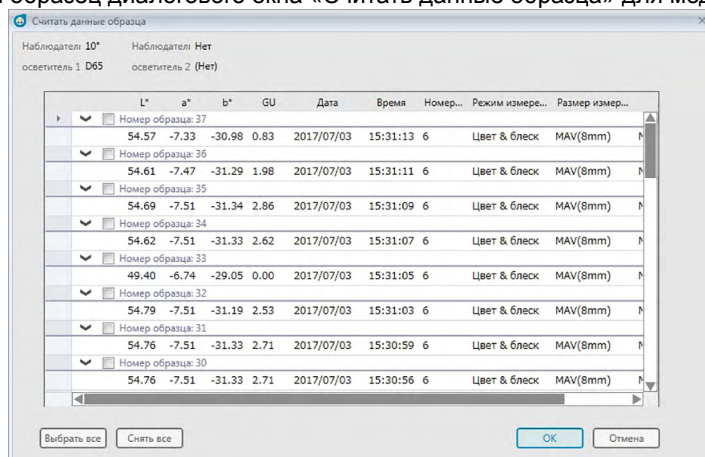 образец диалогового окна «Считать данные образца» для
Считать данные образца
Наблюдател 10° Наблюдател Нет
осветитель 1 D65 осветитель 2 (Нет)
L* a* b* GU Дата Время Номер... Режим измере... Размер измер...
Номер образца: 37
54.57 -7.33 -30.98 0.83 2017/07/03 15:31:13 6 Цвет & блеск MAV(8mm)
Номер образца: 36
54.61 -7.47 -31.29 1.98 2017/07/03 15:31:11 6 Цвет & блеск MAV(8mm)
Номер образца: 35
54.69 -7.51 -31.34 2.86 2017/07/03 15:31:09 6 Цвет & блеск MAV(8mm)
Номер образца: 34
54.62 -7.51 -31.33 2.62 2017/07/03 15:31:07 6 Цвет & блеск MAV(8mm)
Номер образца: 33
49.40 -6.74 -29.05 0.00 2017/07/03 15:31:05 6 Цвет & блеск MAV(8mm)
Номер образца: 32
54.79 -7.51 -31.19 2.53 2017/07/03 15:31:03 6 Цвет & блеск MAV(8mm)
Номер образца: 31
54.76 -7.51 -31.33 2.71 2017/07/03 15:30:59 6 Цвет & блеск MAV(8mm)
Номер образца: 30
54.76 -7.51 -31.33 2.71 2017/07/03 15:30:56 6 Цвет & блеск MAV(8mm)
Выбрать все Снять все OK Отмена